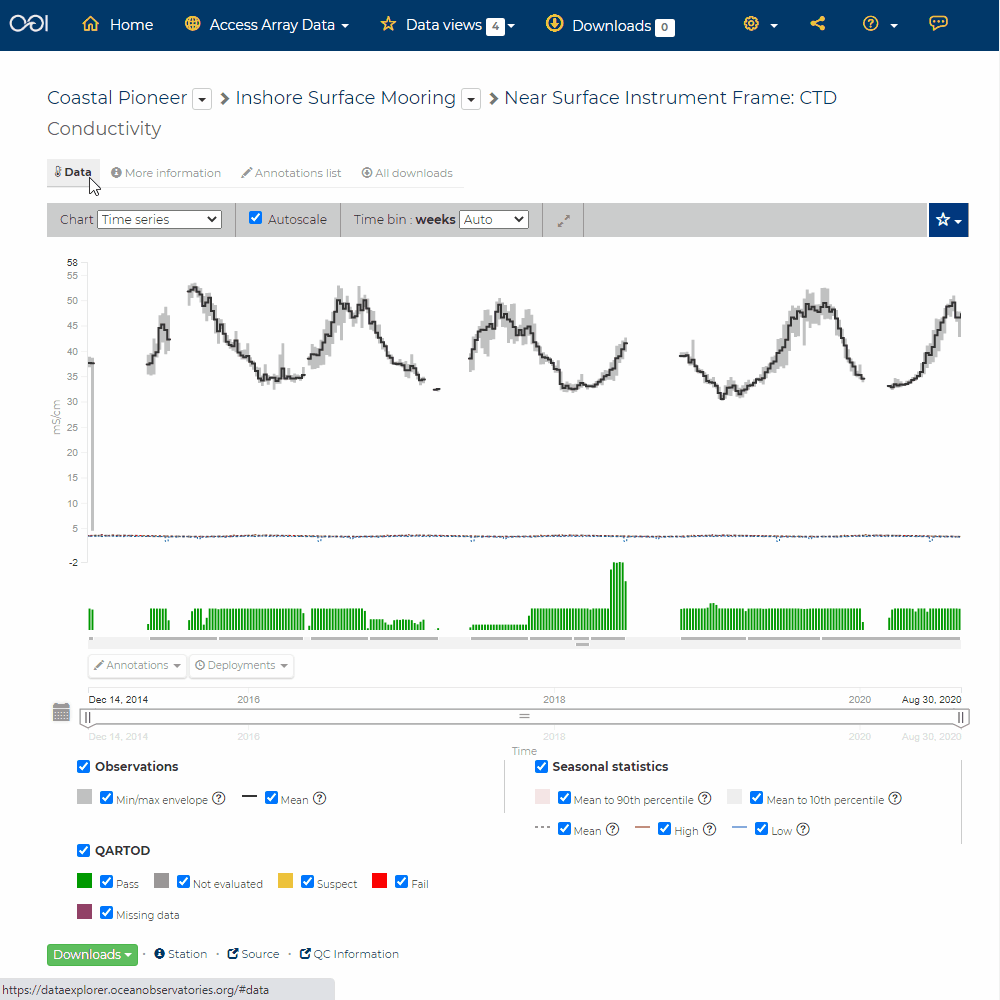 OOI Home Access Array Data Data views 4 Downloads 0
Coastal Pioneer Inshore Surface Mooring Near Surface Instrument Frame: CTD
Conductivity
Data More information Annotations list All downloads
Chart Time series Autoscale Time bin : weeks Auto
58
55
50
45
40
35
30
25
20
15
10
5
-2
mS/cm
Annotations Deployments
Dec 14, 2014 2016 2018 2020 Aug 30, 2020
Dec 14, 2014 2016 2018 2020 Aug 30, 2020
Time
Observations
Min/max envelope ? Mean ?
Seasonal statistics
Mean to 90th percentile ? Mean to 10th percentile ?
Mean ? High ? Low ?
QARTOD
Pass Not evaluated Suspect Fail
Missing data
Downloads · Station · Source · QC Information
https://dataexplorer.oceanobservatories.org/#data